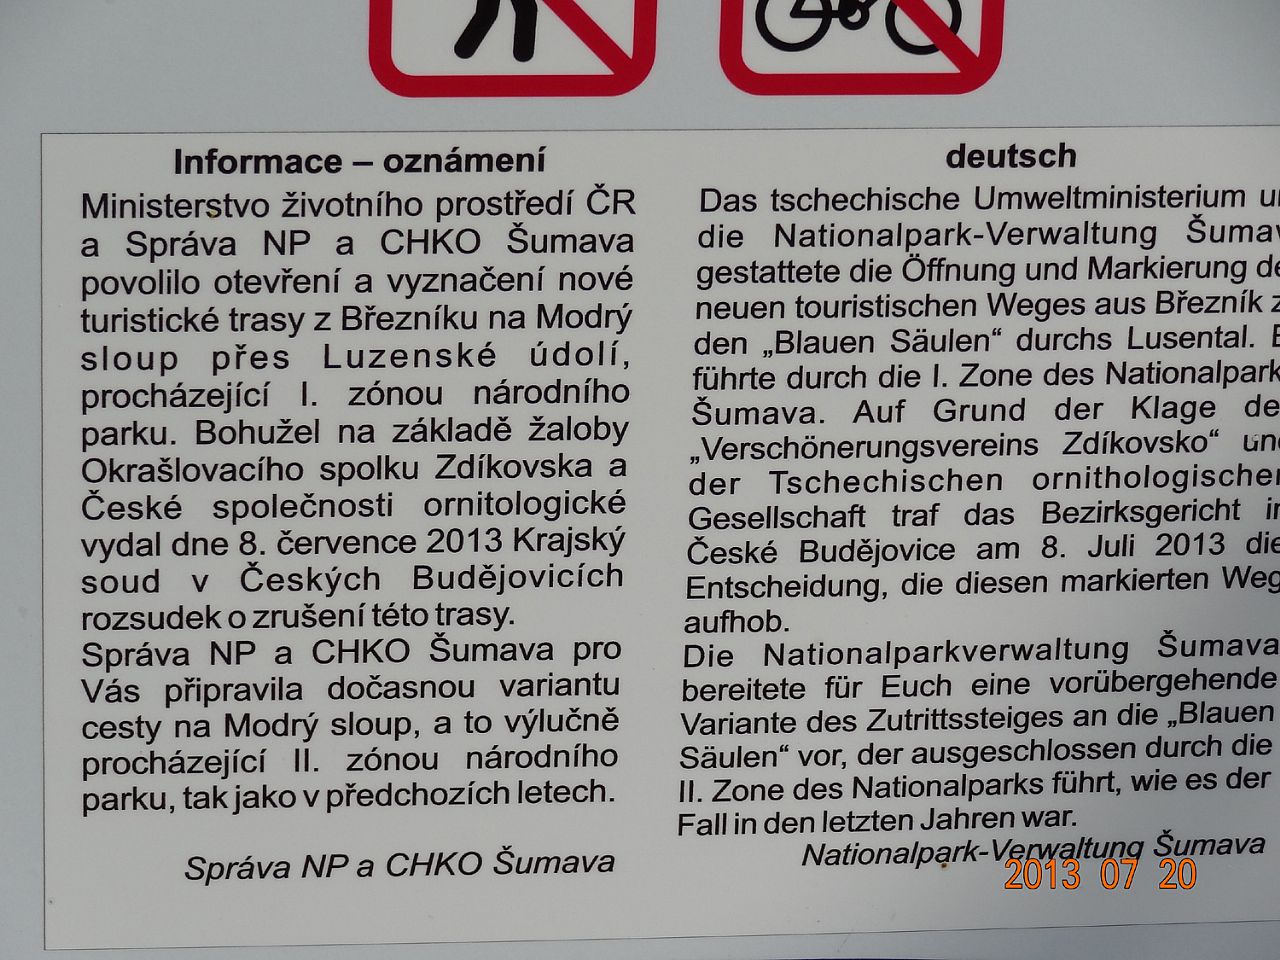 Informace – oznámení
Ministerstvo životního prostředí ČR
a Správa NP a CHKO Šumava
povolilo otevření a vyznačení nové
turistické trasy z Březníku na Modrý
sloup přes Luzenské údolí,
procházející I. zónou národního
parku. Bohužel na základě žaloby
Okrašlovacího spolku Zdíkovska a
České společnosti ornitologické
vydal dne 8. července 2013 Krajský
soud v Českých Budějovicích
rozsudek o zrušení této trasy.
Správa NP a CHKO Šumava pro
Vás připravila dočasnou variantu
cesty na Modrý sloup, a to výlučně
procházející II. zónou národního
parku, tak jako v předchozích letech.
Správa NP a CHKO Šumava
deutsch
Das tschechische Umweltministerium
die Nationalpark-Verwaltung
gestattete die Öffnung und Markierung
neuen touristischen Weges aus Březník
den „Blauen Säulen“ durchs Lusental.
führte durch die I. Zone des Nationalpark
Šumava. Auf Grund der Klage
„Verschönerungsvereins Zdíkovsko“
der Tschechischen
Gesellschaft traf das Bezirksgericht
České Budějovice am 8. Juli 2013 die
Entscheidung, die diesen markierten Weg
aufhob.
Die Nationalparkverwaltung Šumava
bereitete für Euch eine vorübergehende
Variante des Zutrittssteiges an die „Blauen
Säulen“ vor, der ausgeschlossen durch die
II. Zone des Nationalparks führt, wie es der
Fall in den letzten Jahren war.
Nationalpark-Verwaltung Šumava
2013 07 20